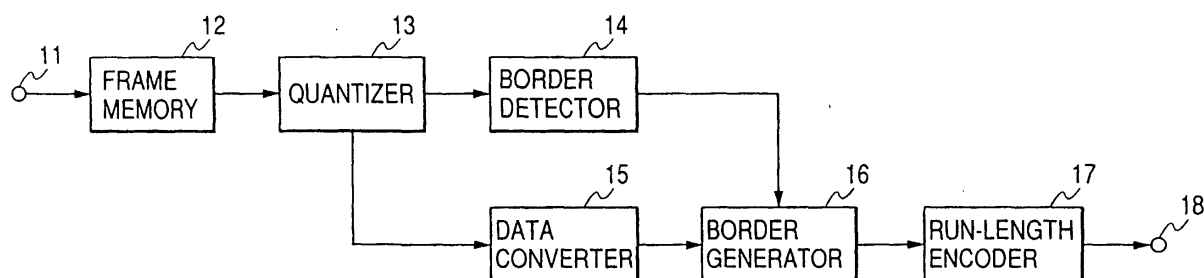 11
12
FRAME
MEMORY
13
QUANTIZER
14
BORDER
DETECTOR
15
DATA
CONVERTER
16
BORDER
GENERATOR
17
RUN-LENGTH
ENCODER
18